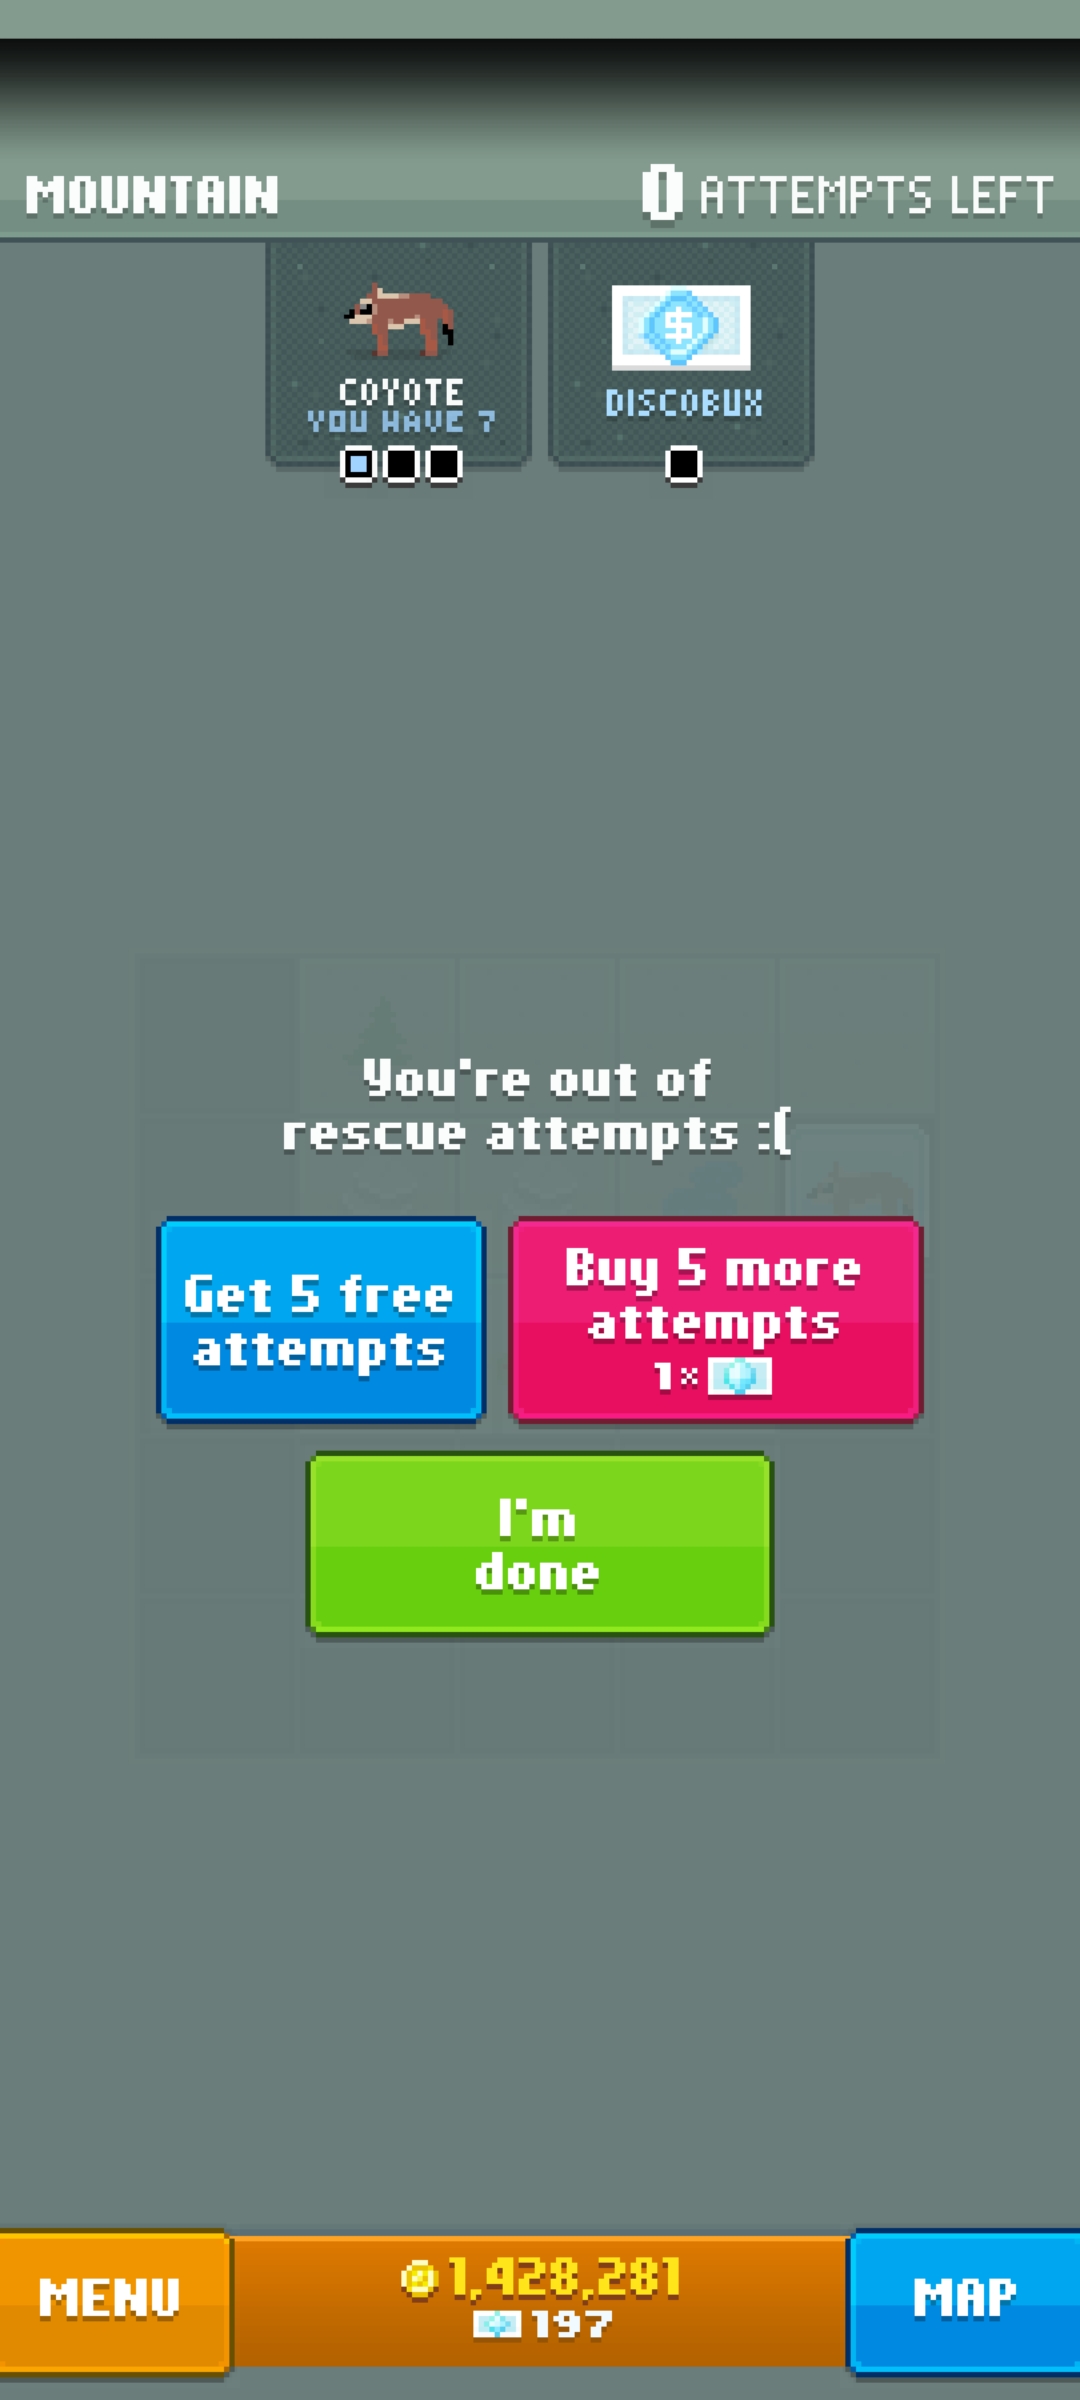 MOUNTAIN
0 ATTEMPTS LEFT
COYOTE
YOU HAVE 7
$
DISCOBUX
You're out of
rescue attempts :(
Get 5 free
attempts
Buy 5 more
attempts
1×
I'm
done
MENU
1,428,281
197
MAP